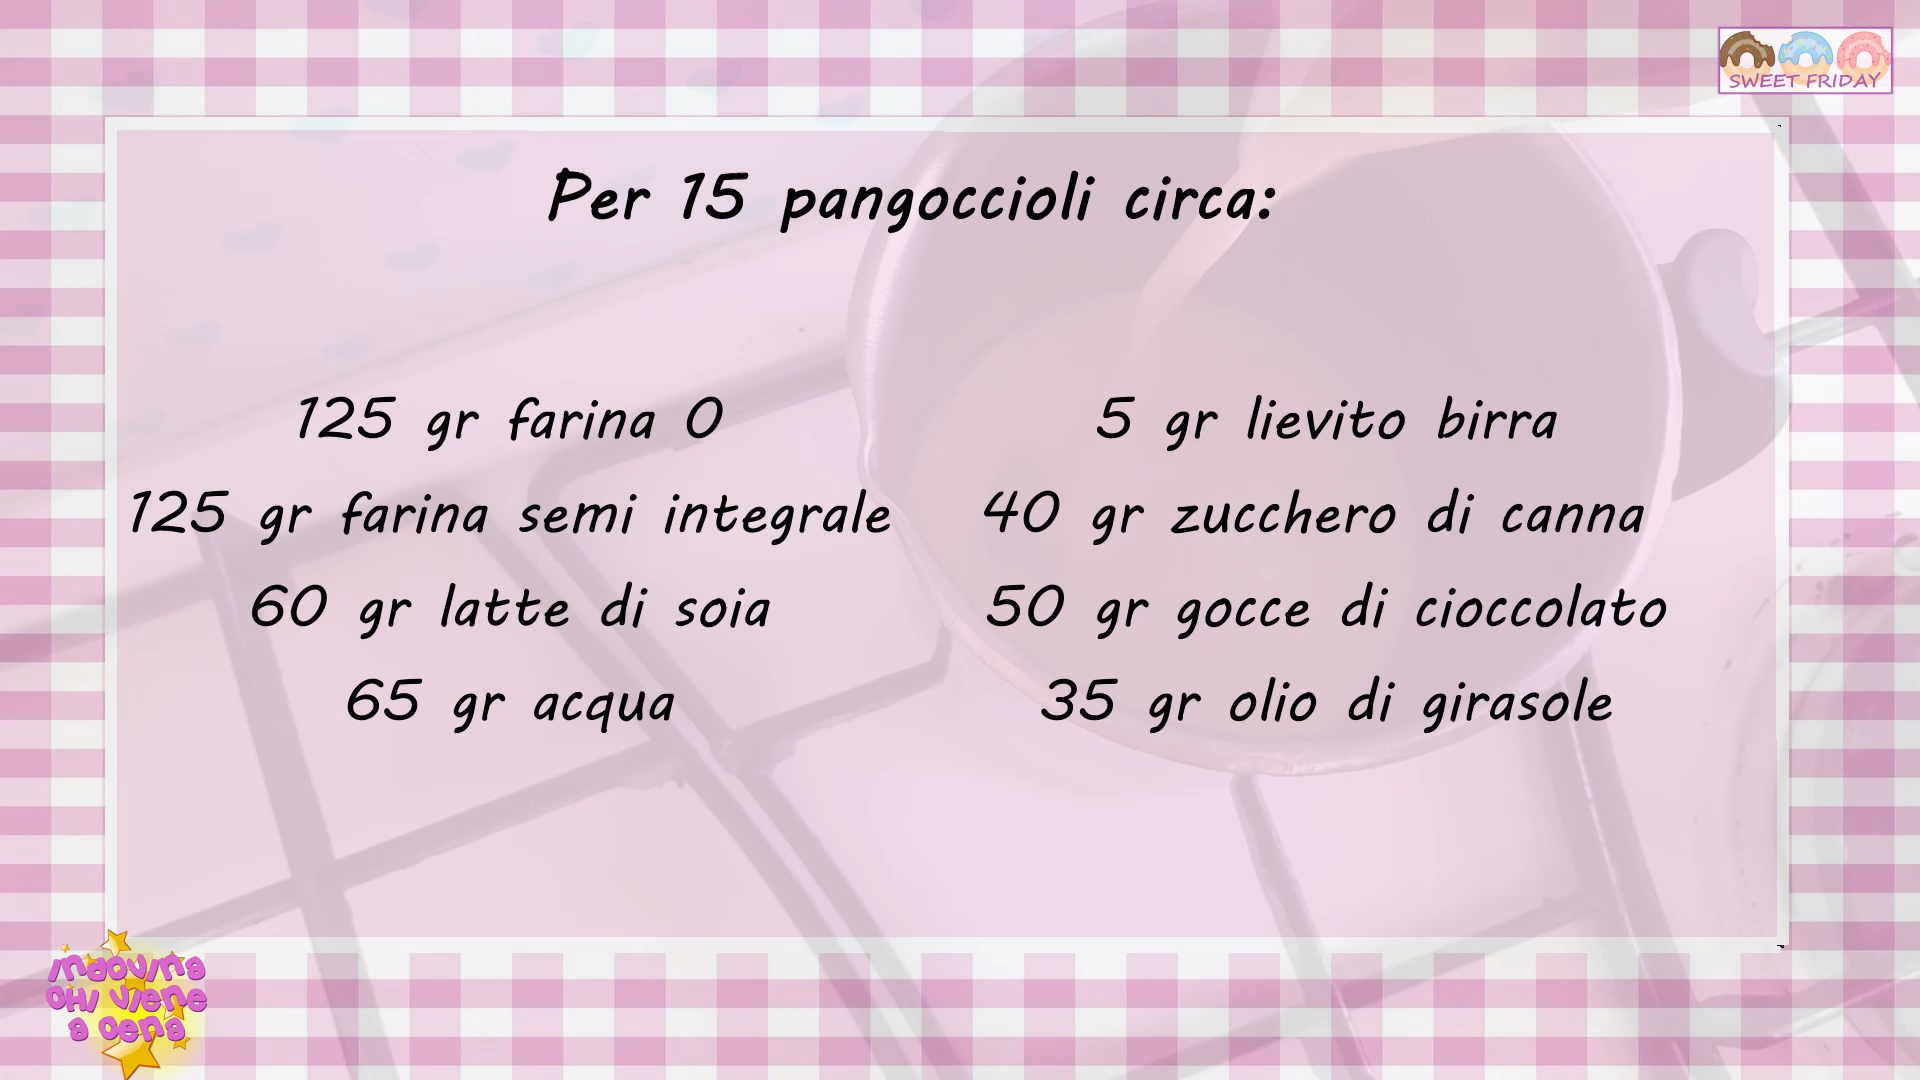 SWEET FRIDAY
Per 15 pangoccioli circa:
125 gr farina 0
125 gr farina semi integrale
60 gr latte di soia
65 gr acqua
5 gr lievito birra
40 gr zucchero di canna
50 gr gocce di cioccolato
35 gr olio di girasole
INDOVINA
CHI VIENE
A CENA